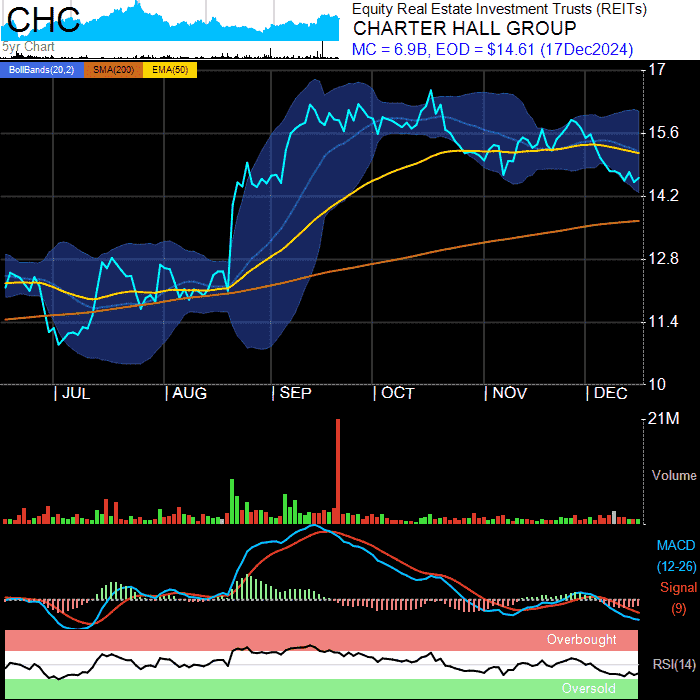 CHC
5yr Chart
Equity Real Estate Investment Trusts (REITs)
CHARTER HALL GROUP
MC = 6.9B, EOD = $14.61 (17Dec2024)
BollBands(20,2) SMA(200) EMA(50)
17
15.6
14.2
12.8
11.4
10
JUL AUG SEP OCT NOV DEC
21M
Volume
MACD
(12-26)
Signal
(9)
Overbought
RSI(14)
Oversold